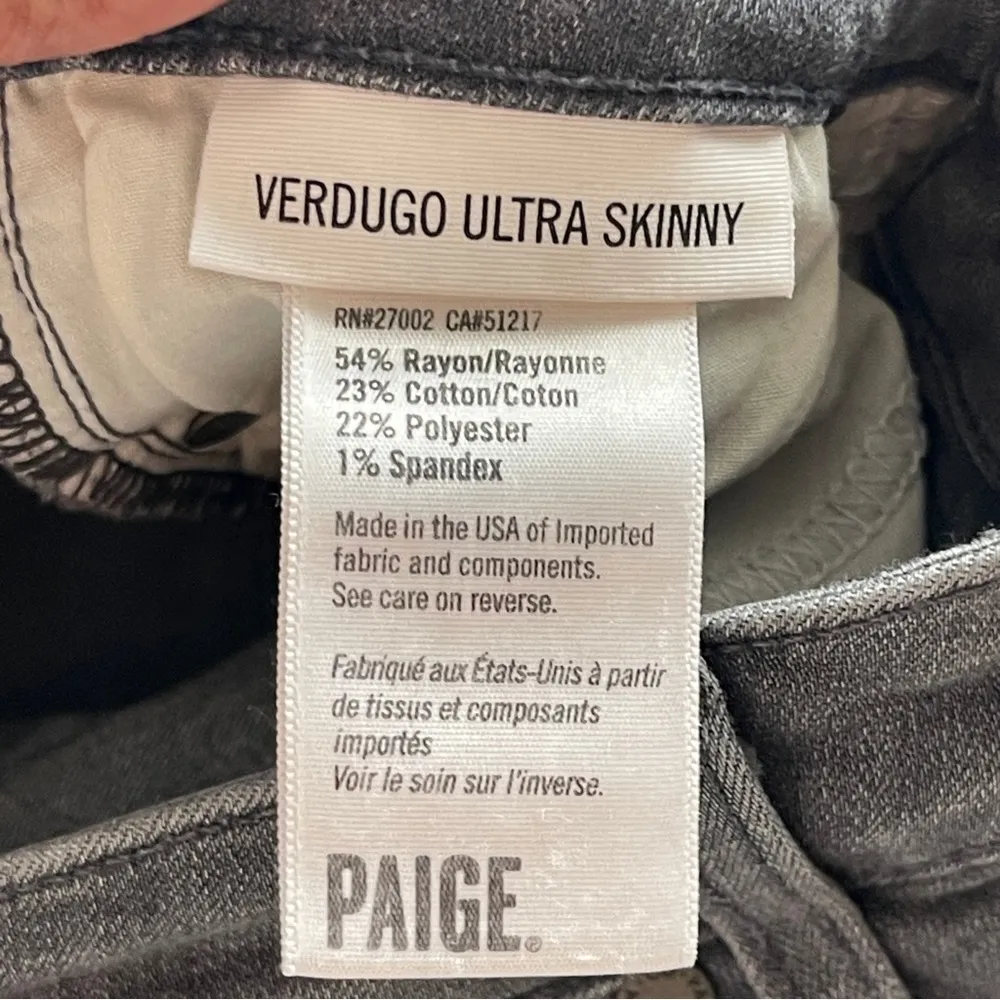 VERDUGO ULTRA SKINNY
RN#27002 CA#51217
54% Rayon/Rayonne
23% Cotton/Coton
22% Polyester
1% Spandex
Made in the USA of Imported
fabric and components.
See care on reverse.
Fabriqué aux États-Unis à partir
de tissus et composants
importés
Voir le soin sur l'inverse.
PAIGE®